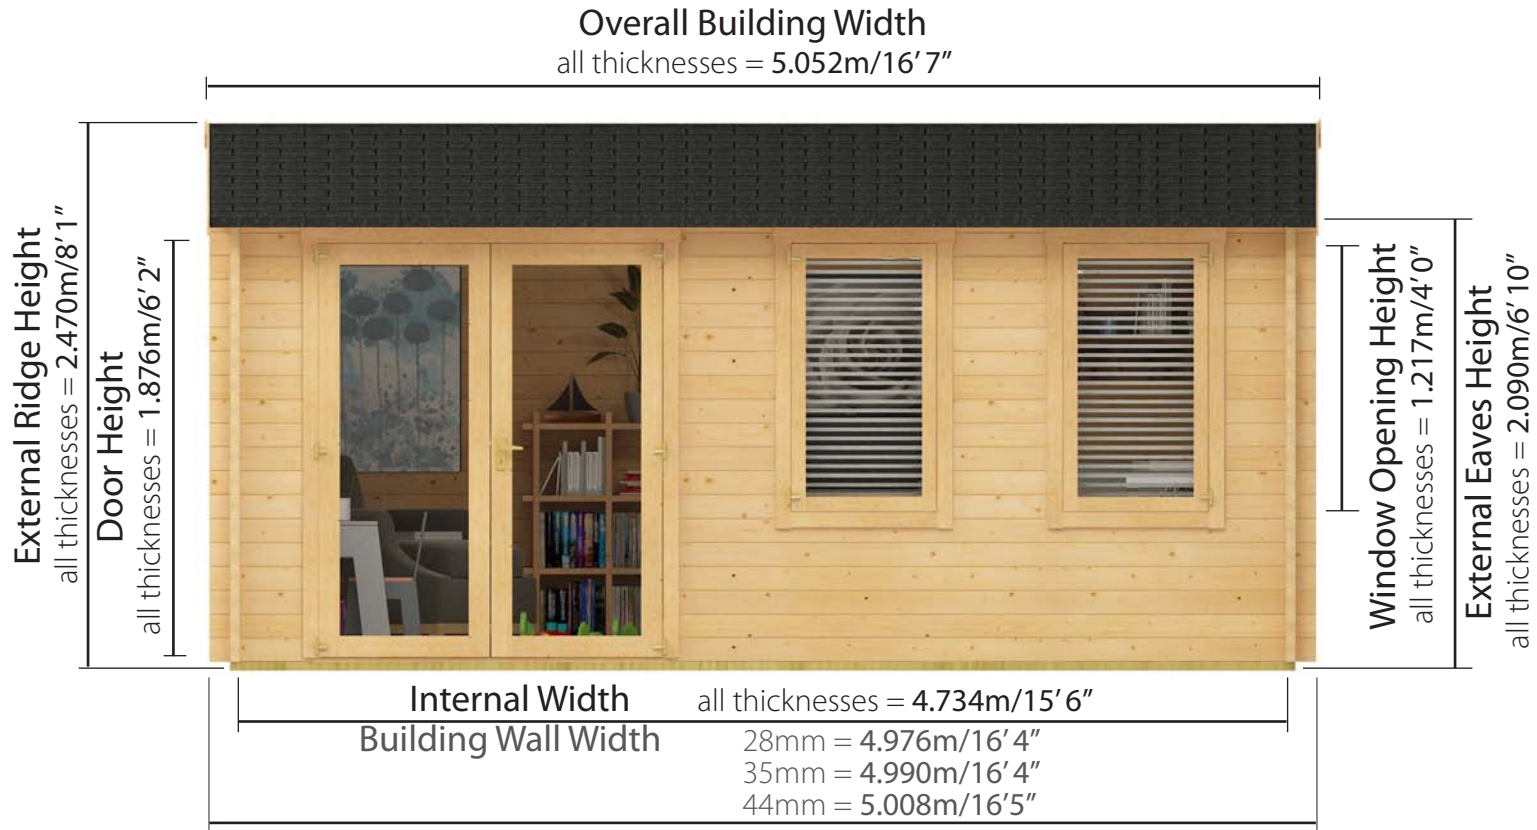 Overall Building Width
all thicknesses = 5.052m/16’ 7”
External Ridge Height
all thicknesses = 2.470m/8’ 1”
Door Height
all thicknesses = 1.876m/6’ 2”
Window Opening Height
all thicknesses = 1.217m/4’0”
External Eaves Height
all thicknesses = 2.090m/6’ 10”
Internal Width all thicknesses = 4.734m/15’ 6”
Building Wall Width 28mm = 4.976m/16’ 4”
35mm = 4.990m/16’ 4”
44mm = 5.008m/16’5”